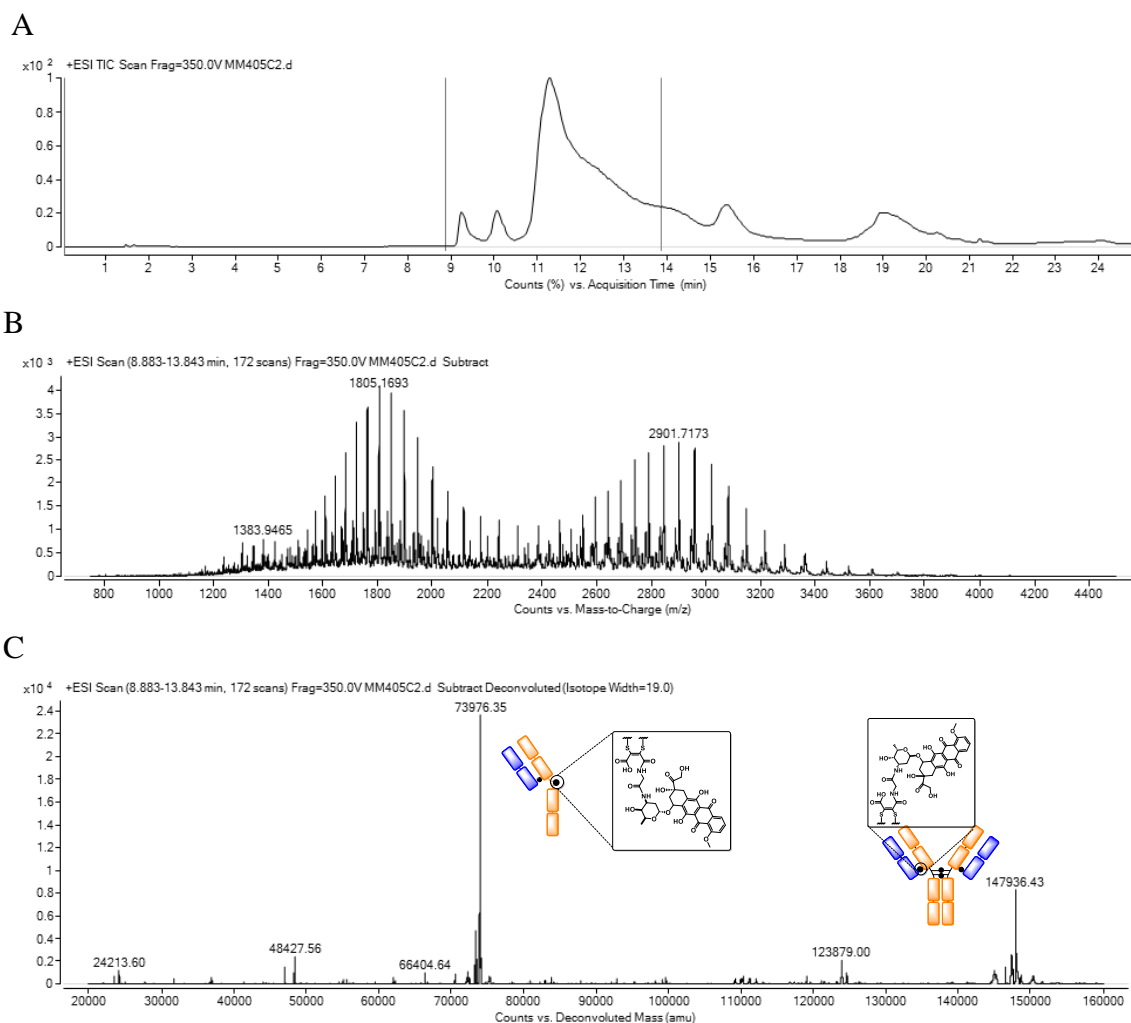 A
+ESI TIC Scan Frag=350.0V MM405C2.d
x10 2
1
0.8
0.6
0.4
0.2
0
1 2 3 4 5 6 7 8 9 10 11 12 13 14 15 16 17 18 19 20 21 22 23 24
Counts (%) vs. Acquisition Time (min)
B
+ESI Scan (8.883-13.843 min, 172 scans) Frag=350.0V MM405C2.d Subtract
x10 3
4
3.5
3
2.5
2
1.5
1
0.5
0
1805.1693
2901.7173
1383.9465
800 1000 1200 1400 1600 1800 2000 2200 2400 2600 2800 3000 3200 3400 3600 3800 4000 4200 4400
Counts vs. Mass-to-Charge (m/z)
C
+ESI Scan (8.883-13.843 min, 172 scans) Frag=350.0V MM405C2.d Subtract Deconvoluted (Isotope Width=19.0)
x10 4
2.4
2.2
2
1.8
1.6
1.4
1.2
1
0.8
0.6
0.4
0.2
0
73976.35
147936.43
48427.56
24213.60
66404.64
123879.00
20000 30000 40000 50000 60000 70000 80000 90000 100000 110000 120000 130000 140000 150000 160000
Counts vs. Deconvoluted Mass (amu)